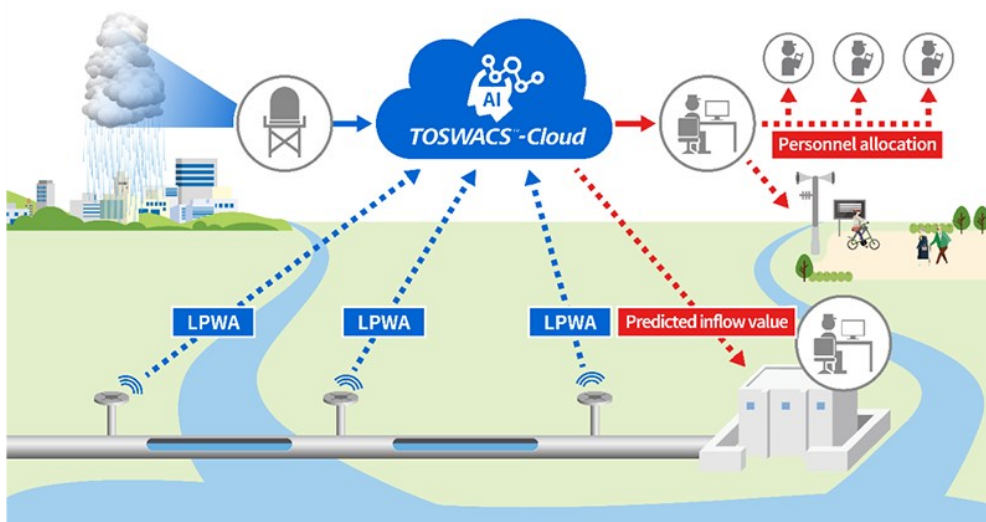 AI
TOSWACS™-Cloud
Personnel allocation
LPWA
LPWA
LPWA
Predicted inflow value